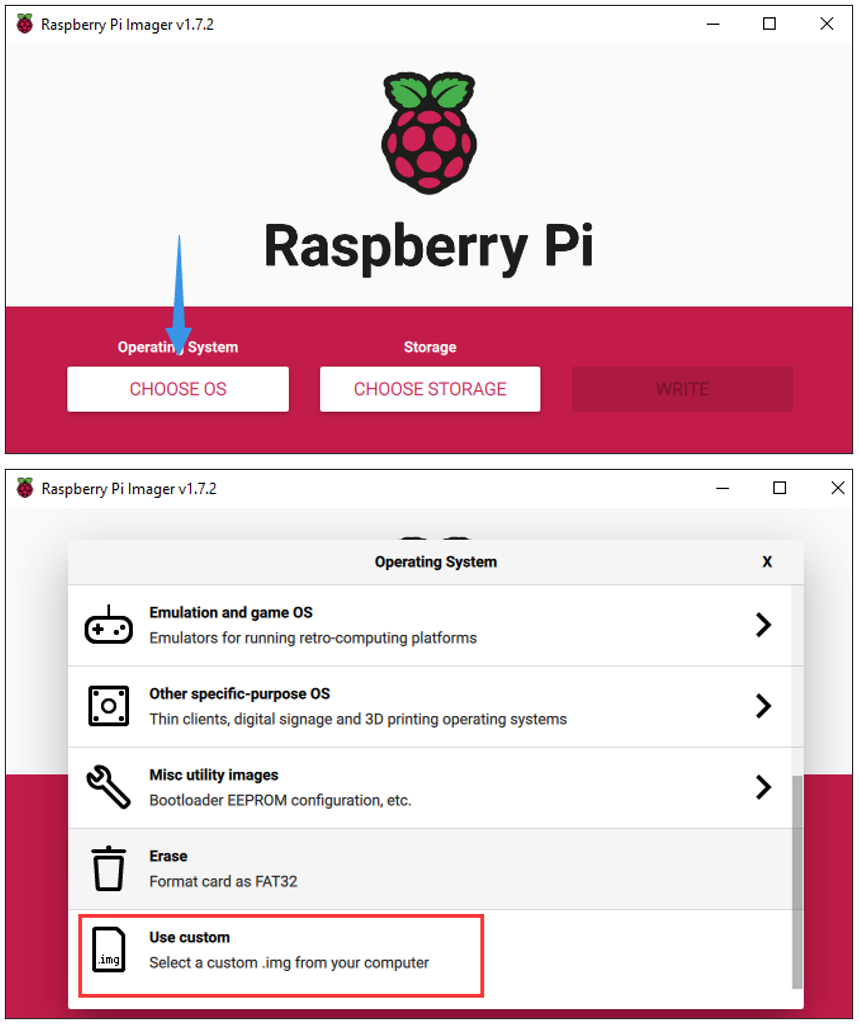 Raspberry Pi Imager v1.7.2
Raspberry Pi
Operating System
Storage
CHOOSE OS
CHOOSE STORAGE
WRITE
Raspberry Pi Imager v1.7.2
Operating System
X
Emulation and game OS
Emulators for running retro-computing platforms
Other specific-purpose OS
Thin clients, digital signage and 3D printing operating systems
Misc utility images
Bootloader EEPROM configuration, etc.
Erase
Format card as FAT32
Use custom
.img
Select a custom .img from your computer